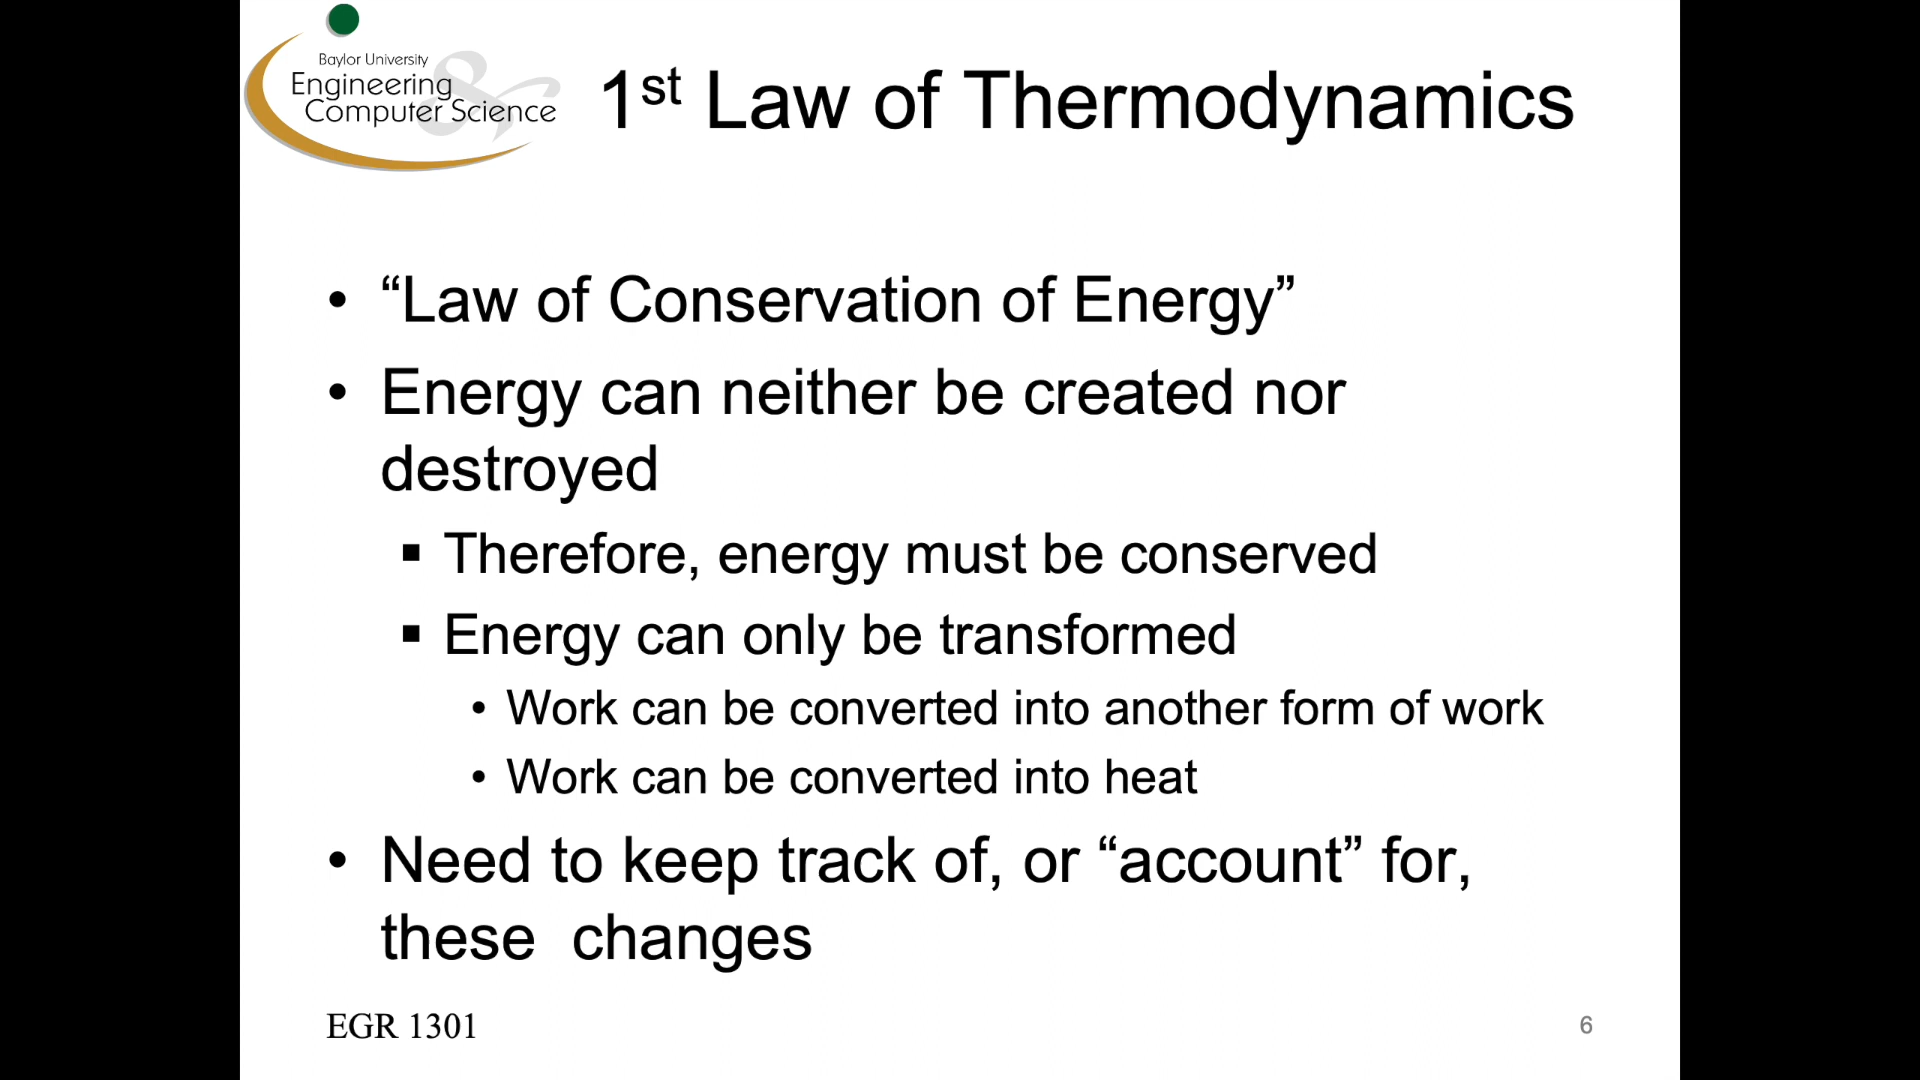 Baylor University
Engineering
Computer Science
&
1st Law of Thermodynamics
• “Law of Conservation of Energy”
• Energy can neither be created nor
destroyed
▪ Therefore, energy must be conserved
▪ Energy can only be transformed
• Work can be converted into another form of work
• Work can be converted into heat
• Need to keep track of, or “account” for,
these  changes
EGR 1301
6